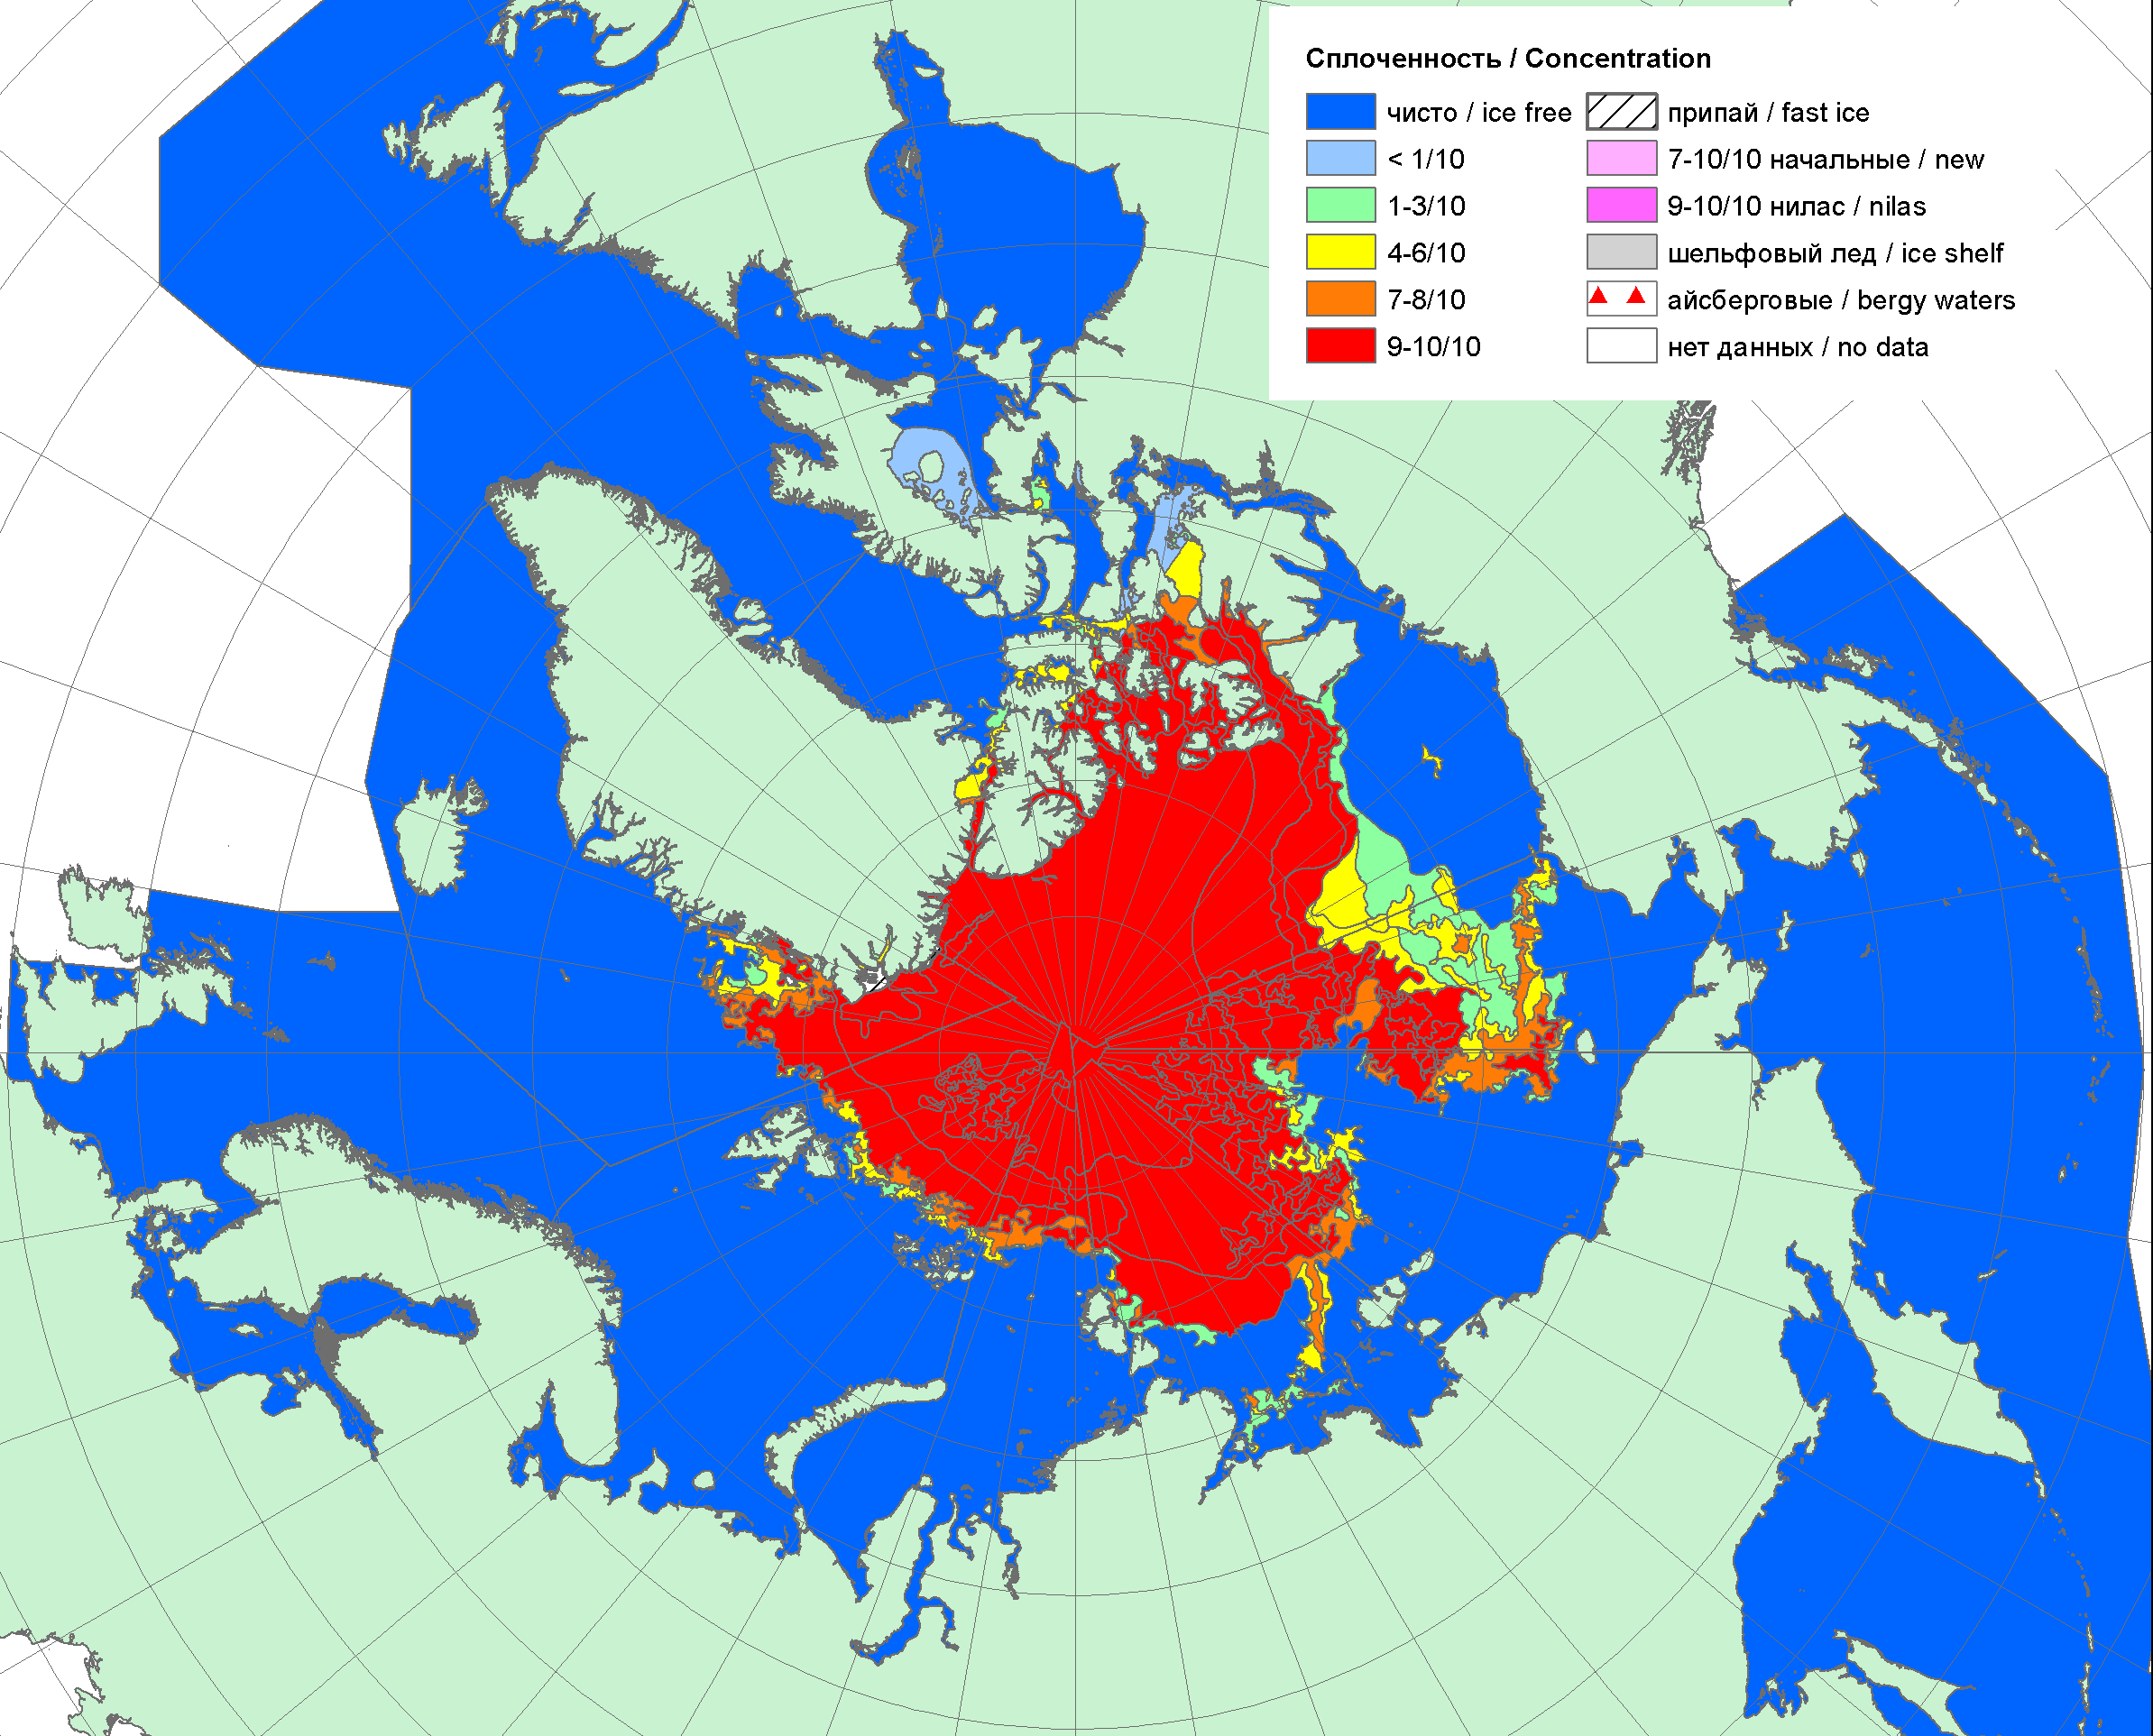 Сплоченность / Concentration
чисто / ice free
< 1/10
1-3/10
4-6/10
7-8/10
9-10/10
припай / fast ice
7-10/10 начальные / new
9-10/10 нилас / nilas
шельфовый лед / ice shelf
айсберговые / bergy waters
нет данных / no data